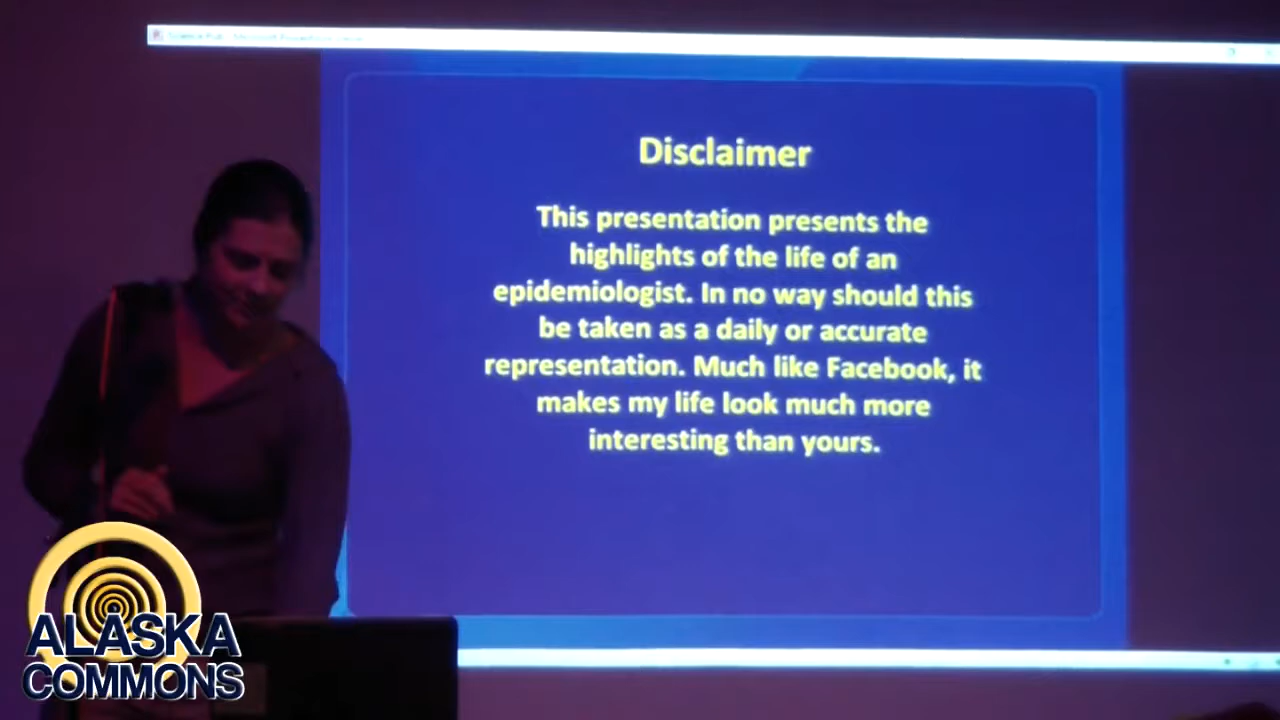 Disclaimer
This presentation presents the
highlights of the life of an
epidemiologist. In no way should this
be taken as a daily or accurate
representation. Much like Facebook, it
makes my life look much more
interesting than yours.
ALASKA
COMMONS